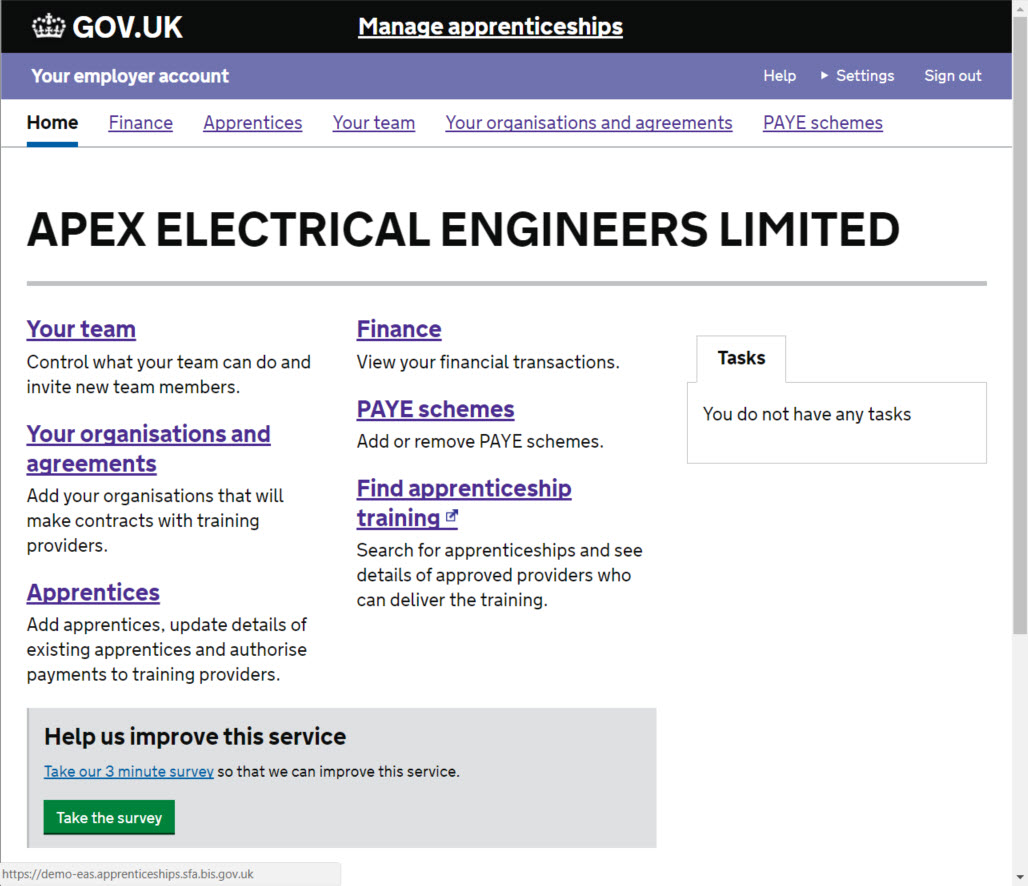 GOV.UK Manage apprenticeships
Your employer account Help Settings Sign out
Home Finance Apprentices Your team Your organisations and agreements PAYE schemes
APEX ELECTRICAL ENGINEERS LIMITED
Your team
Control what your team can do and
invite new team members.
Your organisations and
agreements
Add your organisations that will
make contracts with training
providers.
Apprentices
Add apprentices, update details of
existing apprentices and authorise
payments to training providers.
Finance
View your financial transactions.
PAYE schemes
Add or remove PAYE schemes.
Find apprenticeship
training
Search for apprenticeships and see
details of approved providers who
can deliver the training.
Tasks
You do not have any tasks
Help us improve this service
Take our 3 minute survey so that we can improve this service.
Take the survey
https://demo-eas.apprenticeships.sfa.bis.gov.uk